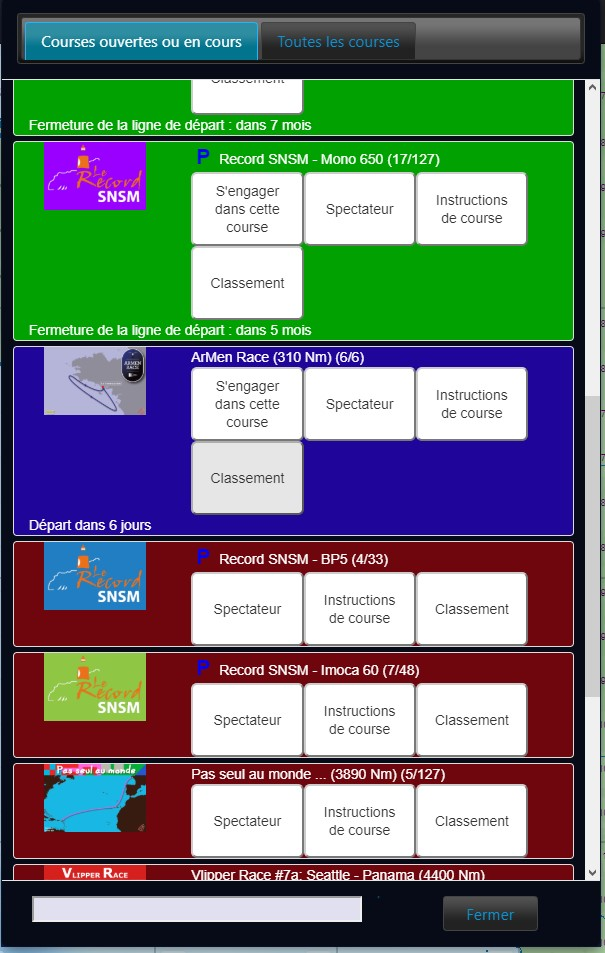 Courses ouvertes ou en cours
Toutes les courses
Classement
Fermeture de la ligne de départ : dans 7 mois
Le Record
SNSM
P Record SNSM - Mono 650 (17/127)
S'engager
dans cette
course
Spectateur
Instructions
de course
Classement
Fermeture de la ligne de départ : dans 5 mois
ARMEN
RACE
ArMen Race (310 Nm) (6/6)
S'engager
dans cette
course
Spectateur
Instructions
de course
Classement
Départ dans 6 jours
Le Record
SNSM
P Record SNSM - BP5 (4/33)
Spectateur
Instructions
de course
Classement
Le Record
SNSM
P Record SNSM - Imoca 60 (7/48)
Spectateur
Instructions
de course
Classement
Pas seul au monde
Pas seul au monde ... (3890 Nm) (5/127)
Spectateur
Instructions
de course
Classement
VLIPPER RACE
Vlipper Race #7a: Seattle - Panama (4400 Nm)
Fermer